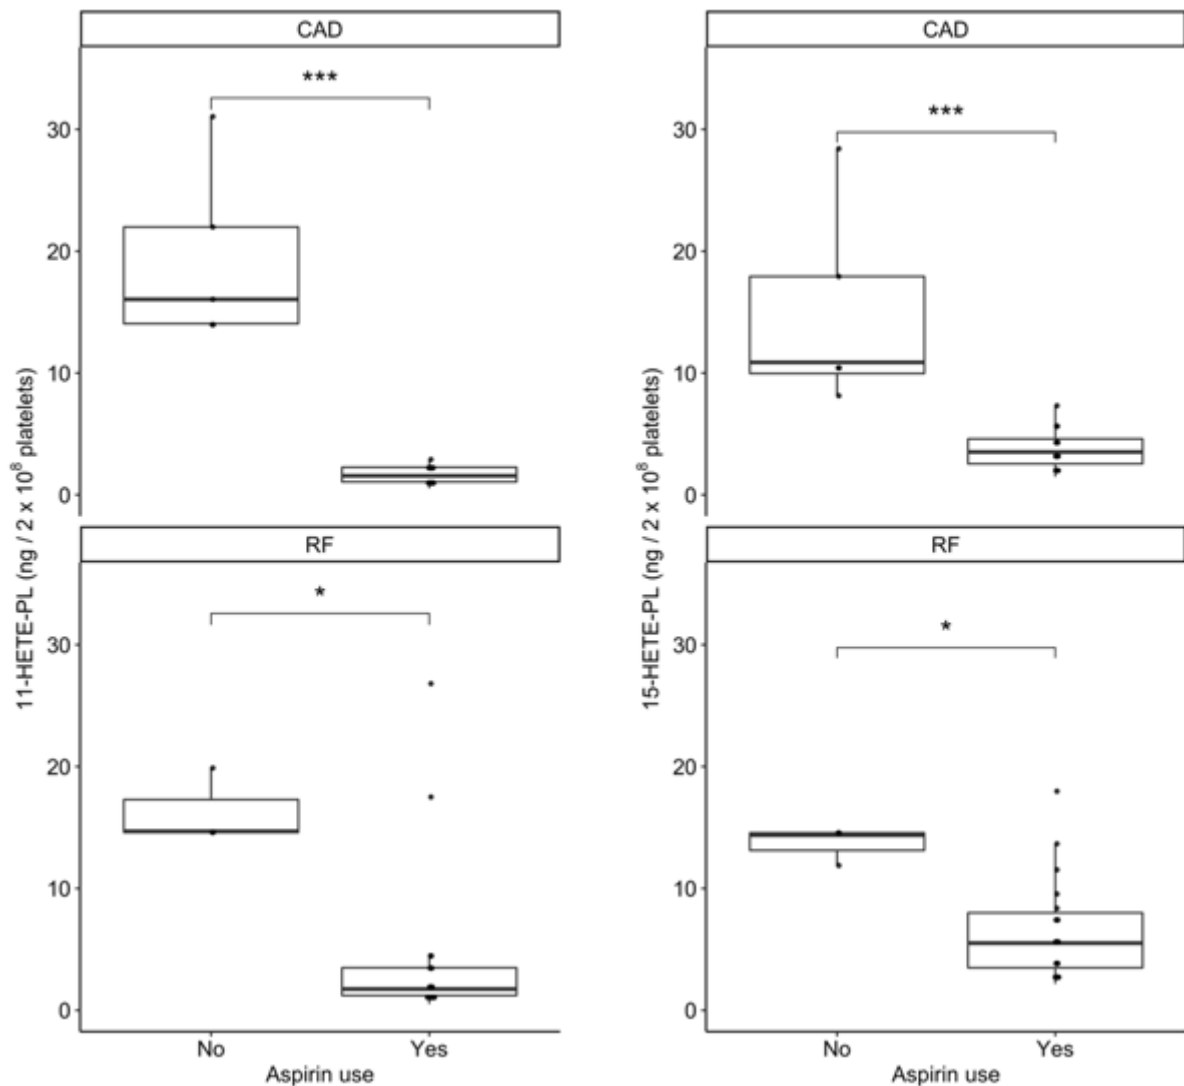 CAD
***
30
20
10
0
RF
*
30
20
10
0
No Yes
Aspirin use
11-HETE-PL (ng / 2 x 10⁸ platelets)
CAD
***
30
20
10
0
RF
*
30
20
10
0
No Yes
Aspirin use
15-HETE-PL (ng / 2 x 10⁸ platelets)